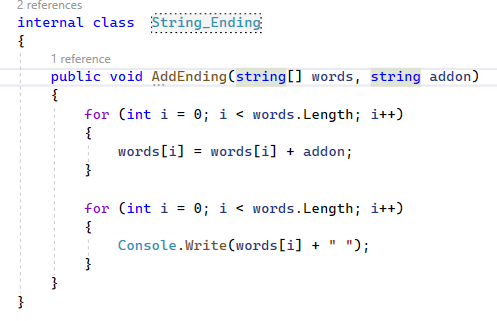 2 references
internal class String_Ending
{
1 reference
public void AddEnding(string[] words, string addon)
{
for (int i = 0; i < words.Length; i++)
{
words[i] = words[i] + addon;
}
for (int i = 0; i < words.Length; i++)
{
Console.Write(words[i] + " ");
}
}
}